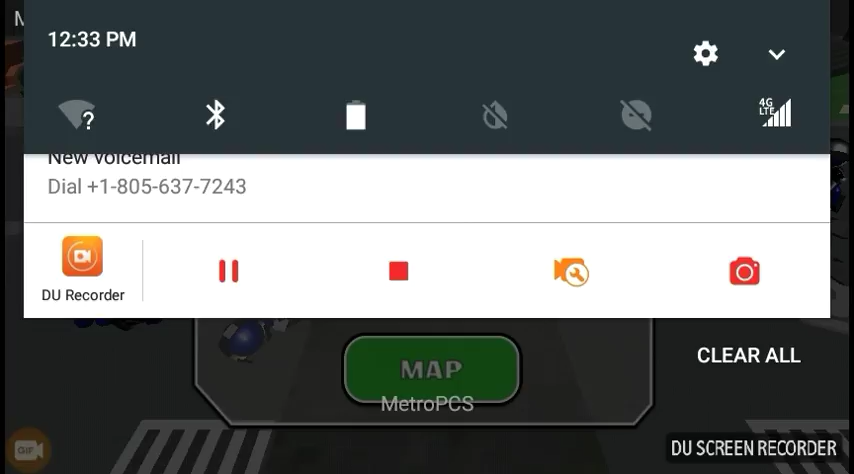 M
12:33 PM
?
4G
LTE
New voicemail
Dial +1-805-637-7243
DU Recorder
MAP
CLEAR ALL
MetroPCS
GIF
DU SCREEN RECORDER